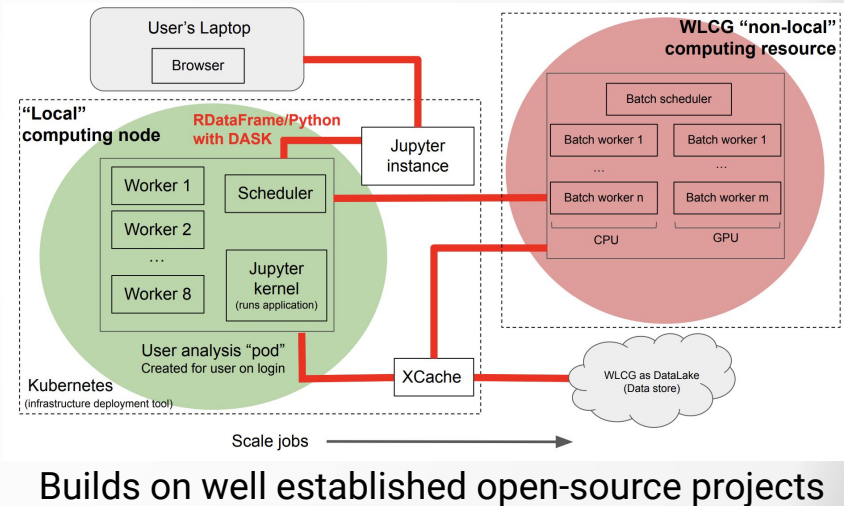 User's Laptop
Browser
WLCG “non-local”
computing resource
Batch scheduler
Batch worker 1
Batch worker 1
...
...
Batch worker n
Batch worker m
CPU
GPU
“Local”
computing node
RDataFrame/Python
with DASK
Jupyter
instance
Worker 1
Scheduler
Worker 2
...
Worker 8
Jupyter
kernel
(runs application)
User analysis “pod”
Created for user on login
Kubernetes
(infrastructure deployment tool)
XCache
WLCG as DataLake
(Data store)
Scale jobs
Builds on well established open-source projects